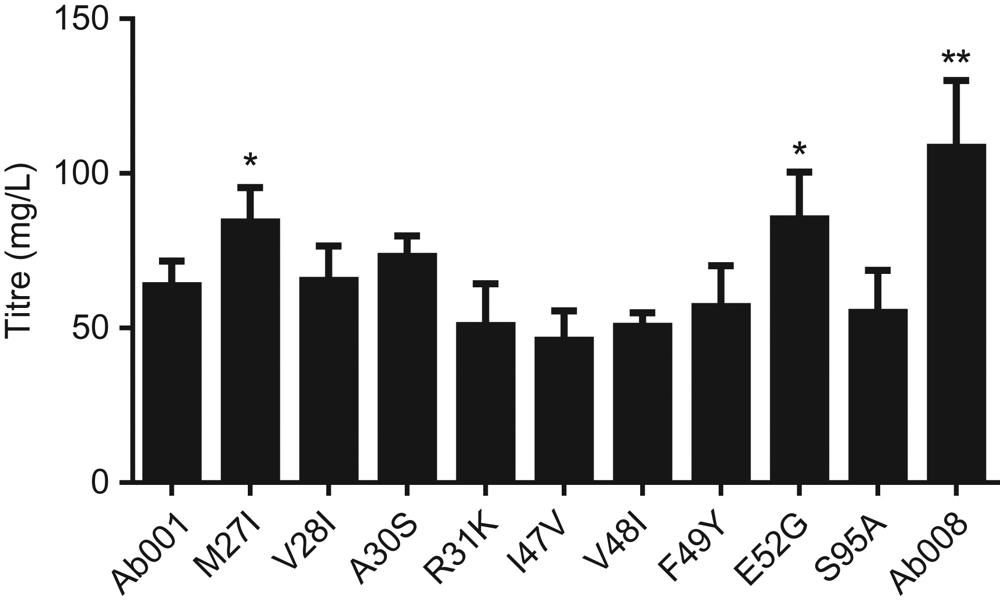 150
100
50
0
Titre (mg/L)
*
*
**
Ab001
M27I
V28I
A30S
R31K
I47V
V48I
F49Y
E52G
S95A
Ab008